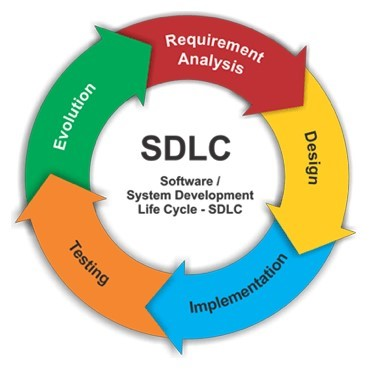 Requirement
Analysis
Design
Implementation
Testing
Evolution
SDLC
Software /
System Development
Life Cycle - SDLC